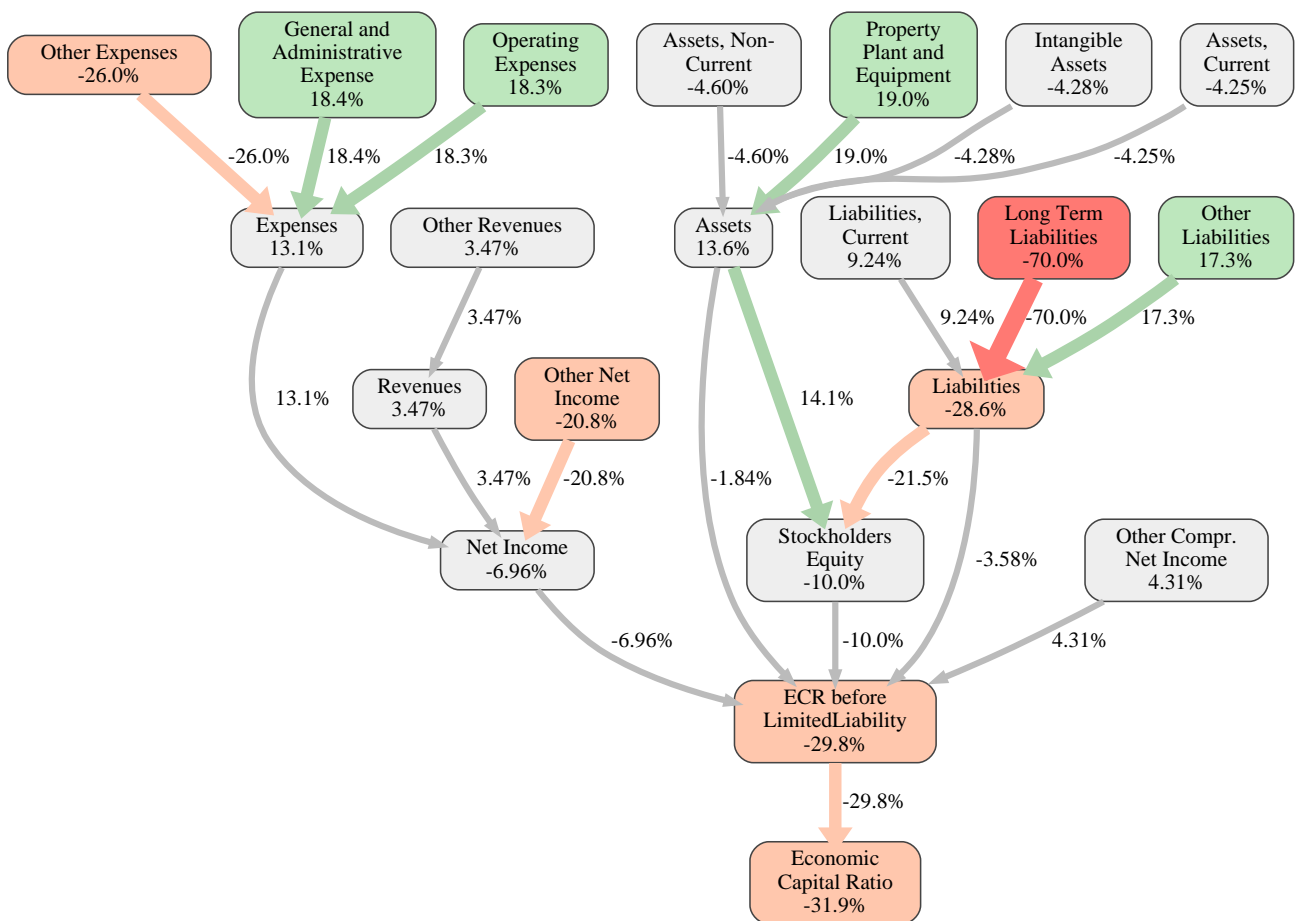 Other Expenses
-26.0%
General and
Administrative
Expense
18.4%
Operating
Expenses
18.3%
Assets, Non-
Current
-4.60%
Property
Plant and
Equipment
19.0%
Intangible
Assets
-4.28%
Assets,
Current
-4.25%
-26.0%
18.4%
18.3%
-4.60%
19.0%
-4.28%
-4.25%
Expenses
13.1%
Other Revenues
3.47%
Assets
13.6%
Liabilities,
Current
9.24%
Long Term
Liabilities
-70.0%
Other
Liabilities
17.3%
3.47%
9.24%
-70.0%
17.3%
13.1%
Revenues
3.47%
Other Net
Income
-20.8%
14.1%
Liabilities
-28.6%
3.47%
-20.8%
-1.84%
-21.5%
Net Income
-6.96%
Stockholders
Equity
-10.0%
-3.58%
Other Compr.
Net Income
4.31%
-6.96%
-10.0%
4.31%
ECR before
LimitedLiability
-29.8%
-29.8%
Economic
Capital Ratio
-31.9%